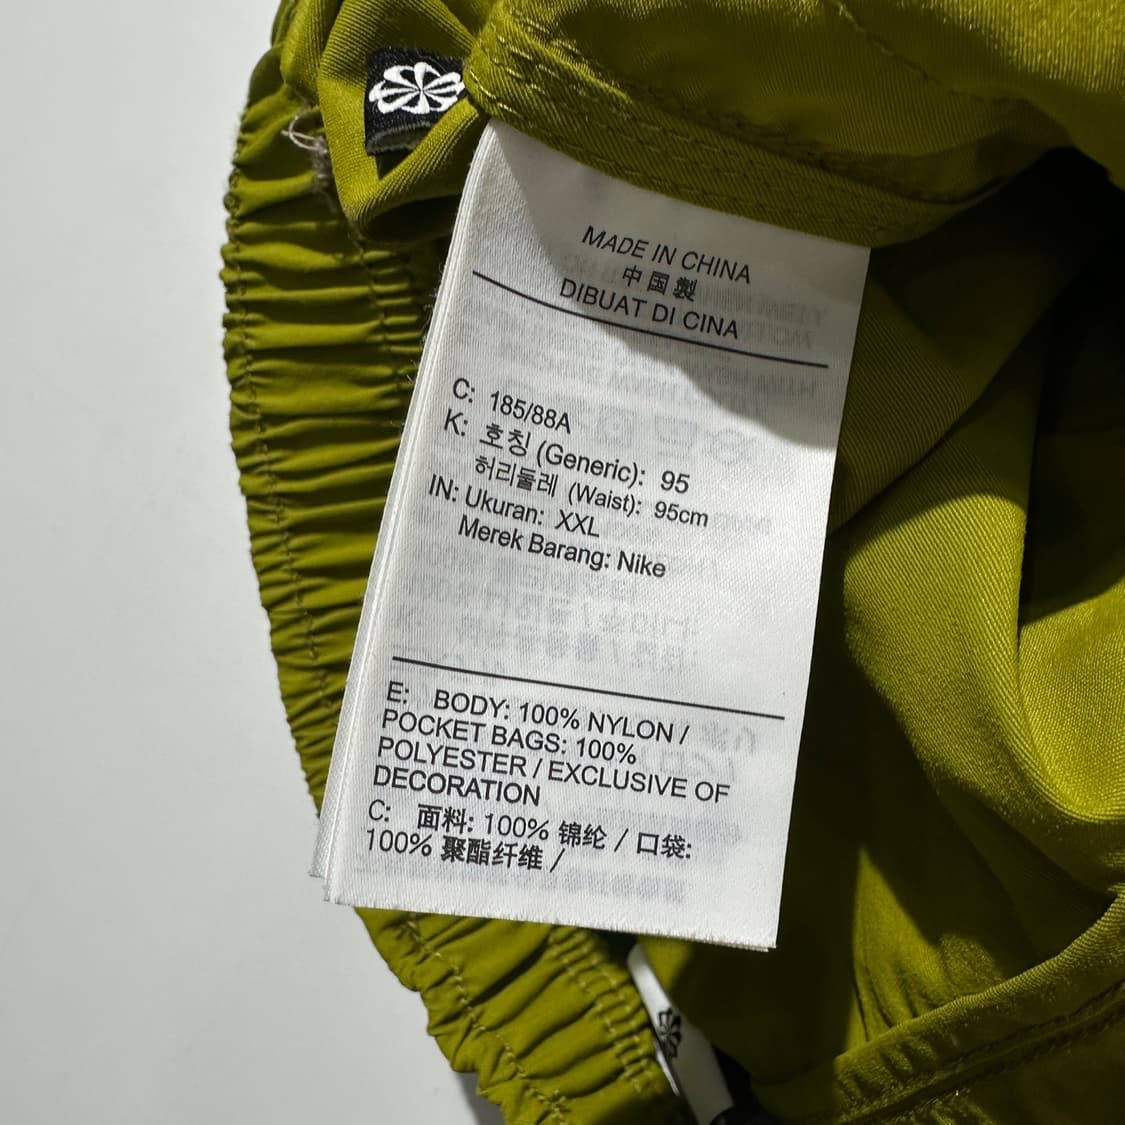 MADE IN CHINA
中国製
DIBUAT DI CINA
C: 185/88A
K: 호칭 (Generic): 95
허리둘레 (Waist): 95cm
IN: Ukuran: XXL
Merek Barang: Nike
E: BODY: 100% NYLON /
POCKET BAGS: 100%
POLYESTER / EXCLUSIVE OF
DECORATION
C: 面料: 100% 锦纶 / 口袋:
100% 聚酯纤维 /